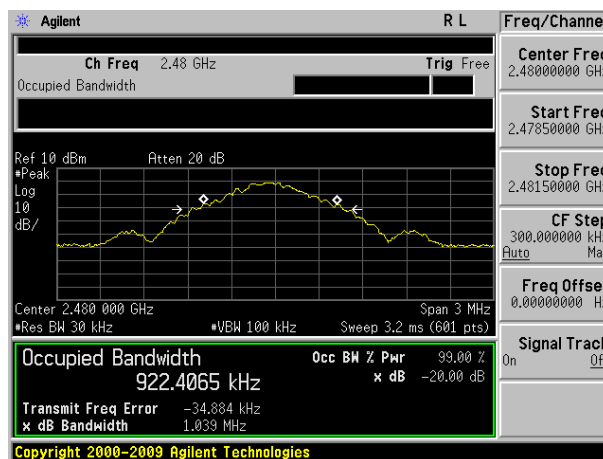 Agilent R L Freq/Channe
Ch Freq 2.48 GHz Trig Free
Occupied Bandwidth
Center Freq
2.48000000 GH
Start Freq
2.47850000 GH
Stop Freq
2.48150000 GH
CF Step
300.000000 kH
Auto Ma
Freq Offse
0.00000000 H
Signal Track
On Of
Ref 10 dBm Atten 20 dB
#Peak
Log
10
dB/
Center 2.480 000 GHz Span 3 MHz
#Res BW 30 kHz #VBW 100 kHz Sweep 3.2 ms (601 pts)
Occupied Bandwidth Occ BW % Pwr 99.00 %
922.4065 kHz x dB -20.00 dB
Transmit Freq Error -34.884 kHz
x dB Bandwidth 1.039 MHz
Copyright 2000-2009 Agilent Technologies